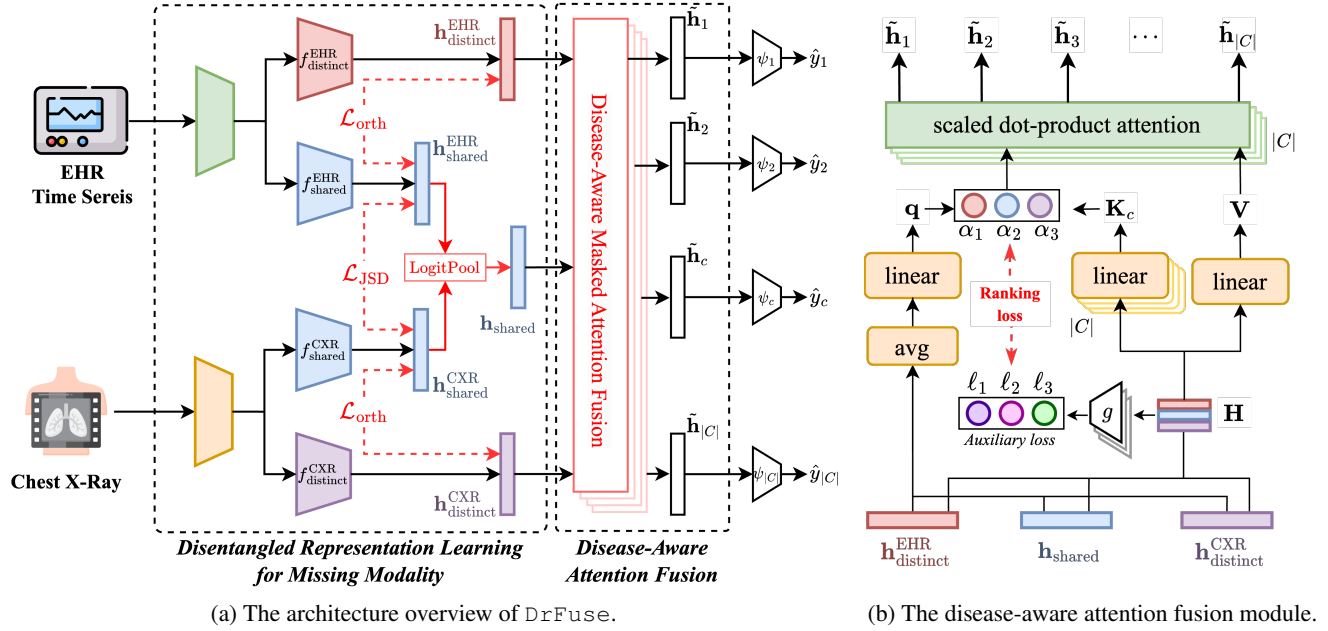 EHR
Time Sereis
Chest X-Ray
f^EHR_distinct
f^EHR_shared
f^CXR_shared
f^CXR_distinct
h^EHR_distinct
L_orth
h^EHR_shared
L_JSD
LogitPool
h_shared
h^CXR_shared
L_orth
h^CXR_distinct
Disease-Aware Masked Attention Fusion
h̃_1
ψ_1
ŷ_1
h̃_2
ψ_2
ŷ_2
h̃_c
ψ_c
ŷ_c
h̃_|C|
ψ_|C|
ŷ_|C|
Disentangled Representation Learning
for Missing Modality
Disease-Aware
Attention Fusion
(a) The architecture overview of DrFuse.
h̃_1 h̃_2 h̃_3 ⋯ h̃_|C|
scaled dot-product attention
|C|
q
α_1 α_2 α_3
K_c
V
linear
linear
linear
|C|
Ranking
loss
avg
ℓ_1 ℓ_2 ℓ_3
Auxiliary loss
g
H
h^EHR_distinct
h_shared
h^CXR_distinct
(b) The disease-aware attention fusion module.